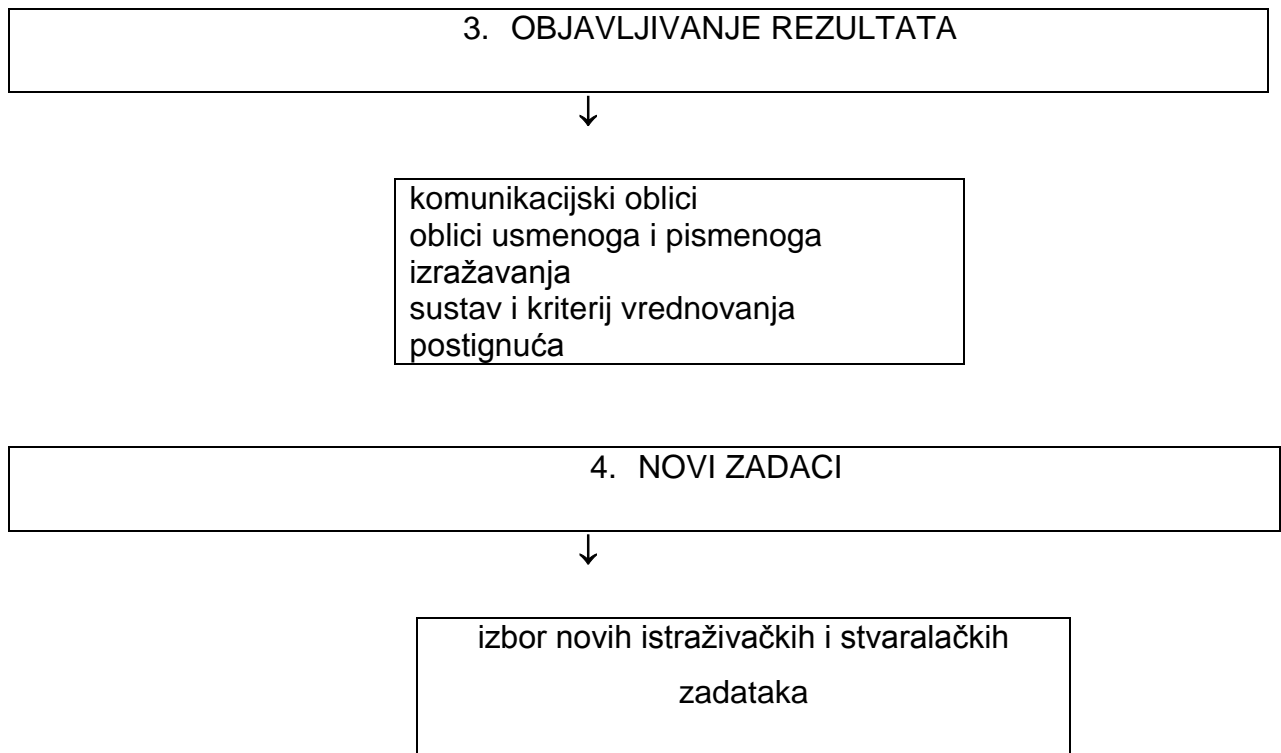 3. OBJAVLJIVANJE REZULTATA
↓
komunikacijski oblici
oblici usmenoga i pismenoga
izražavanja
sustav i kriterij vrednovanja
postignuća
4. NOVI ZADACI
↓
izbor novih istraživačkih i stvaralačkih
zadataka